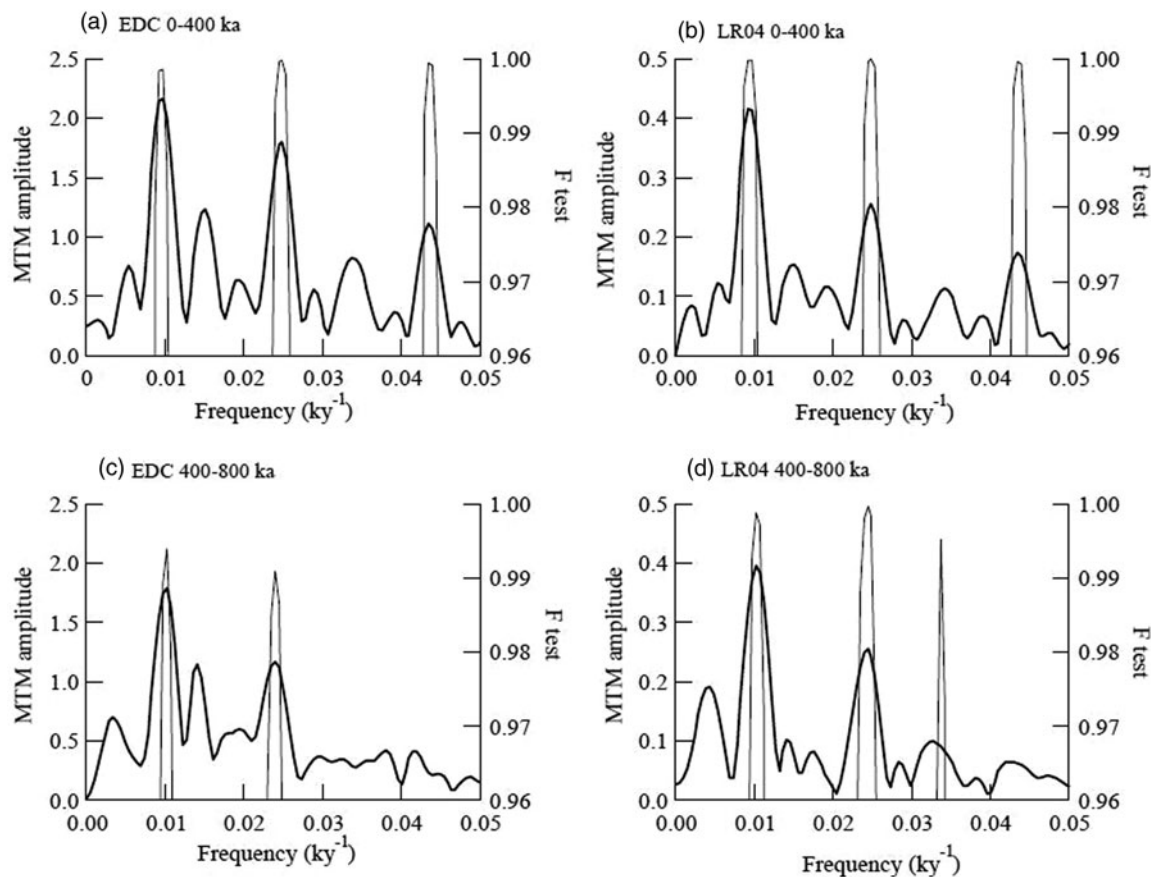 (a) EDC 0-400 ka
2.5
2.0
1.5
1.0
0.5
0.0
MTM amplitude
1.00
0.99
0.98
0.97
0.96
F test
0 0.01 0.02 0.03 0.04 0.05
Frequency (ky-1)
(b) LR04 0-400 ka
0.5
0.4
0.3
0.2
0.1
0.0
MTM amplitude
1.00
0.99
0.98
0.97
0.96
F test
0.00 0.01 0.02 0.03 0.04 0.05
Frequency (ky-1)
(c) EDC 400-800 ka
2.5
2.0
1.5
1.0
0.5
0.0
MTM amplitude
1.00
0.99
0.98
0.97
0.96
F test
0.00 0.01 0.02 0.03 0.04 0.05
Frequency (ky-1)
(d) LR04 400-800 ka
0.5
0.4
0.3
0.2
0.1
0.0
MTM amplitude
1.00
0.99
0.98
0.97
0.96
F test
0.00 0.01 0.02 0.03 0.04 0.05
Frequency (ky-1)